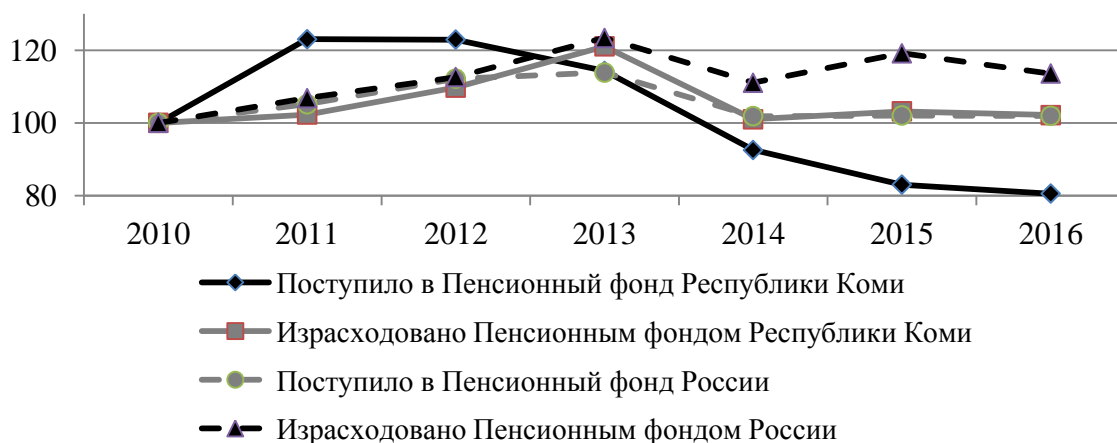 120
100
80
2010 2011 2012 2013 2014 2015 2016
Поступило в Пенсионный фонд Республики Коми
Израсходовано Пенсионным фондом Республики Коми
Поступило в Пенсионный фонд России
Израсходовано Пенсионным фондом России